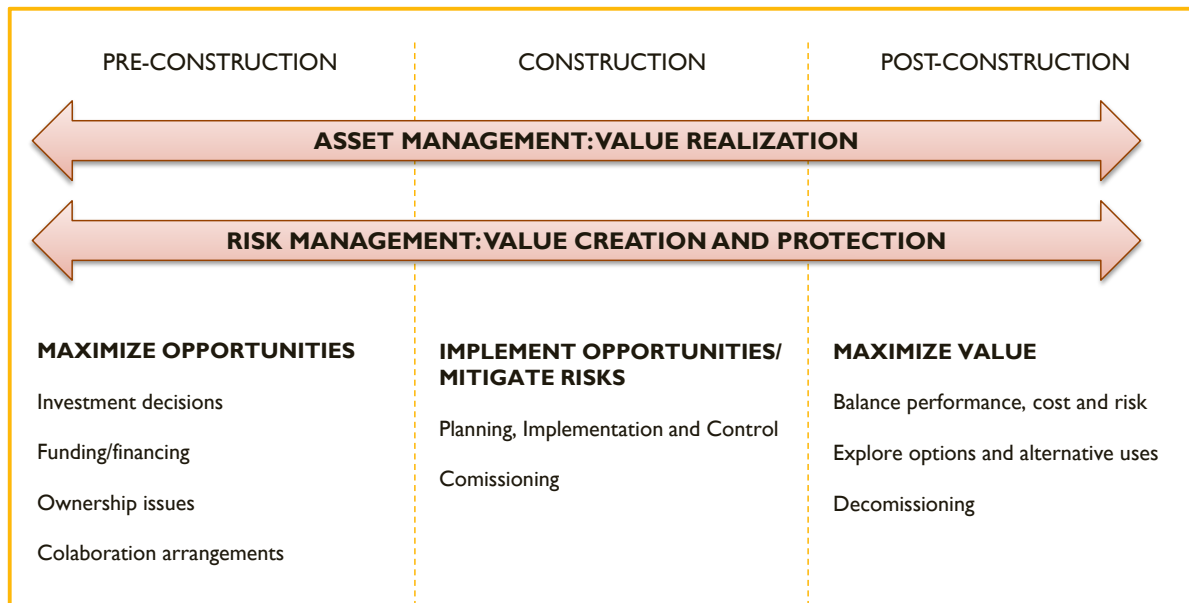 PRE-CONSTRUCTION
CONSTRUCTION
POST-CONSTRUCTION
ASSET MANAGEMENT: VALUE REALIZATION
RISK MANAGEMENT: VALUE CREATION AND PROTECTION
MAXIMIZE OPPORTUNITIES
Investment decisions
Funding/financing
Ownership issues
Colaboration arrangements
IMPLEMENT OPPORTUNITIES/
MITIGATE RISKS
Planning, Implementation and Control
Comissioning
MAXIMIZE VALUE
Balance performance, cost and risk
Explore options and alternative uses
Decomissioning